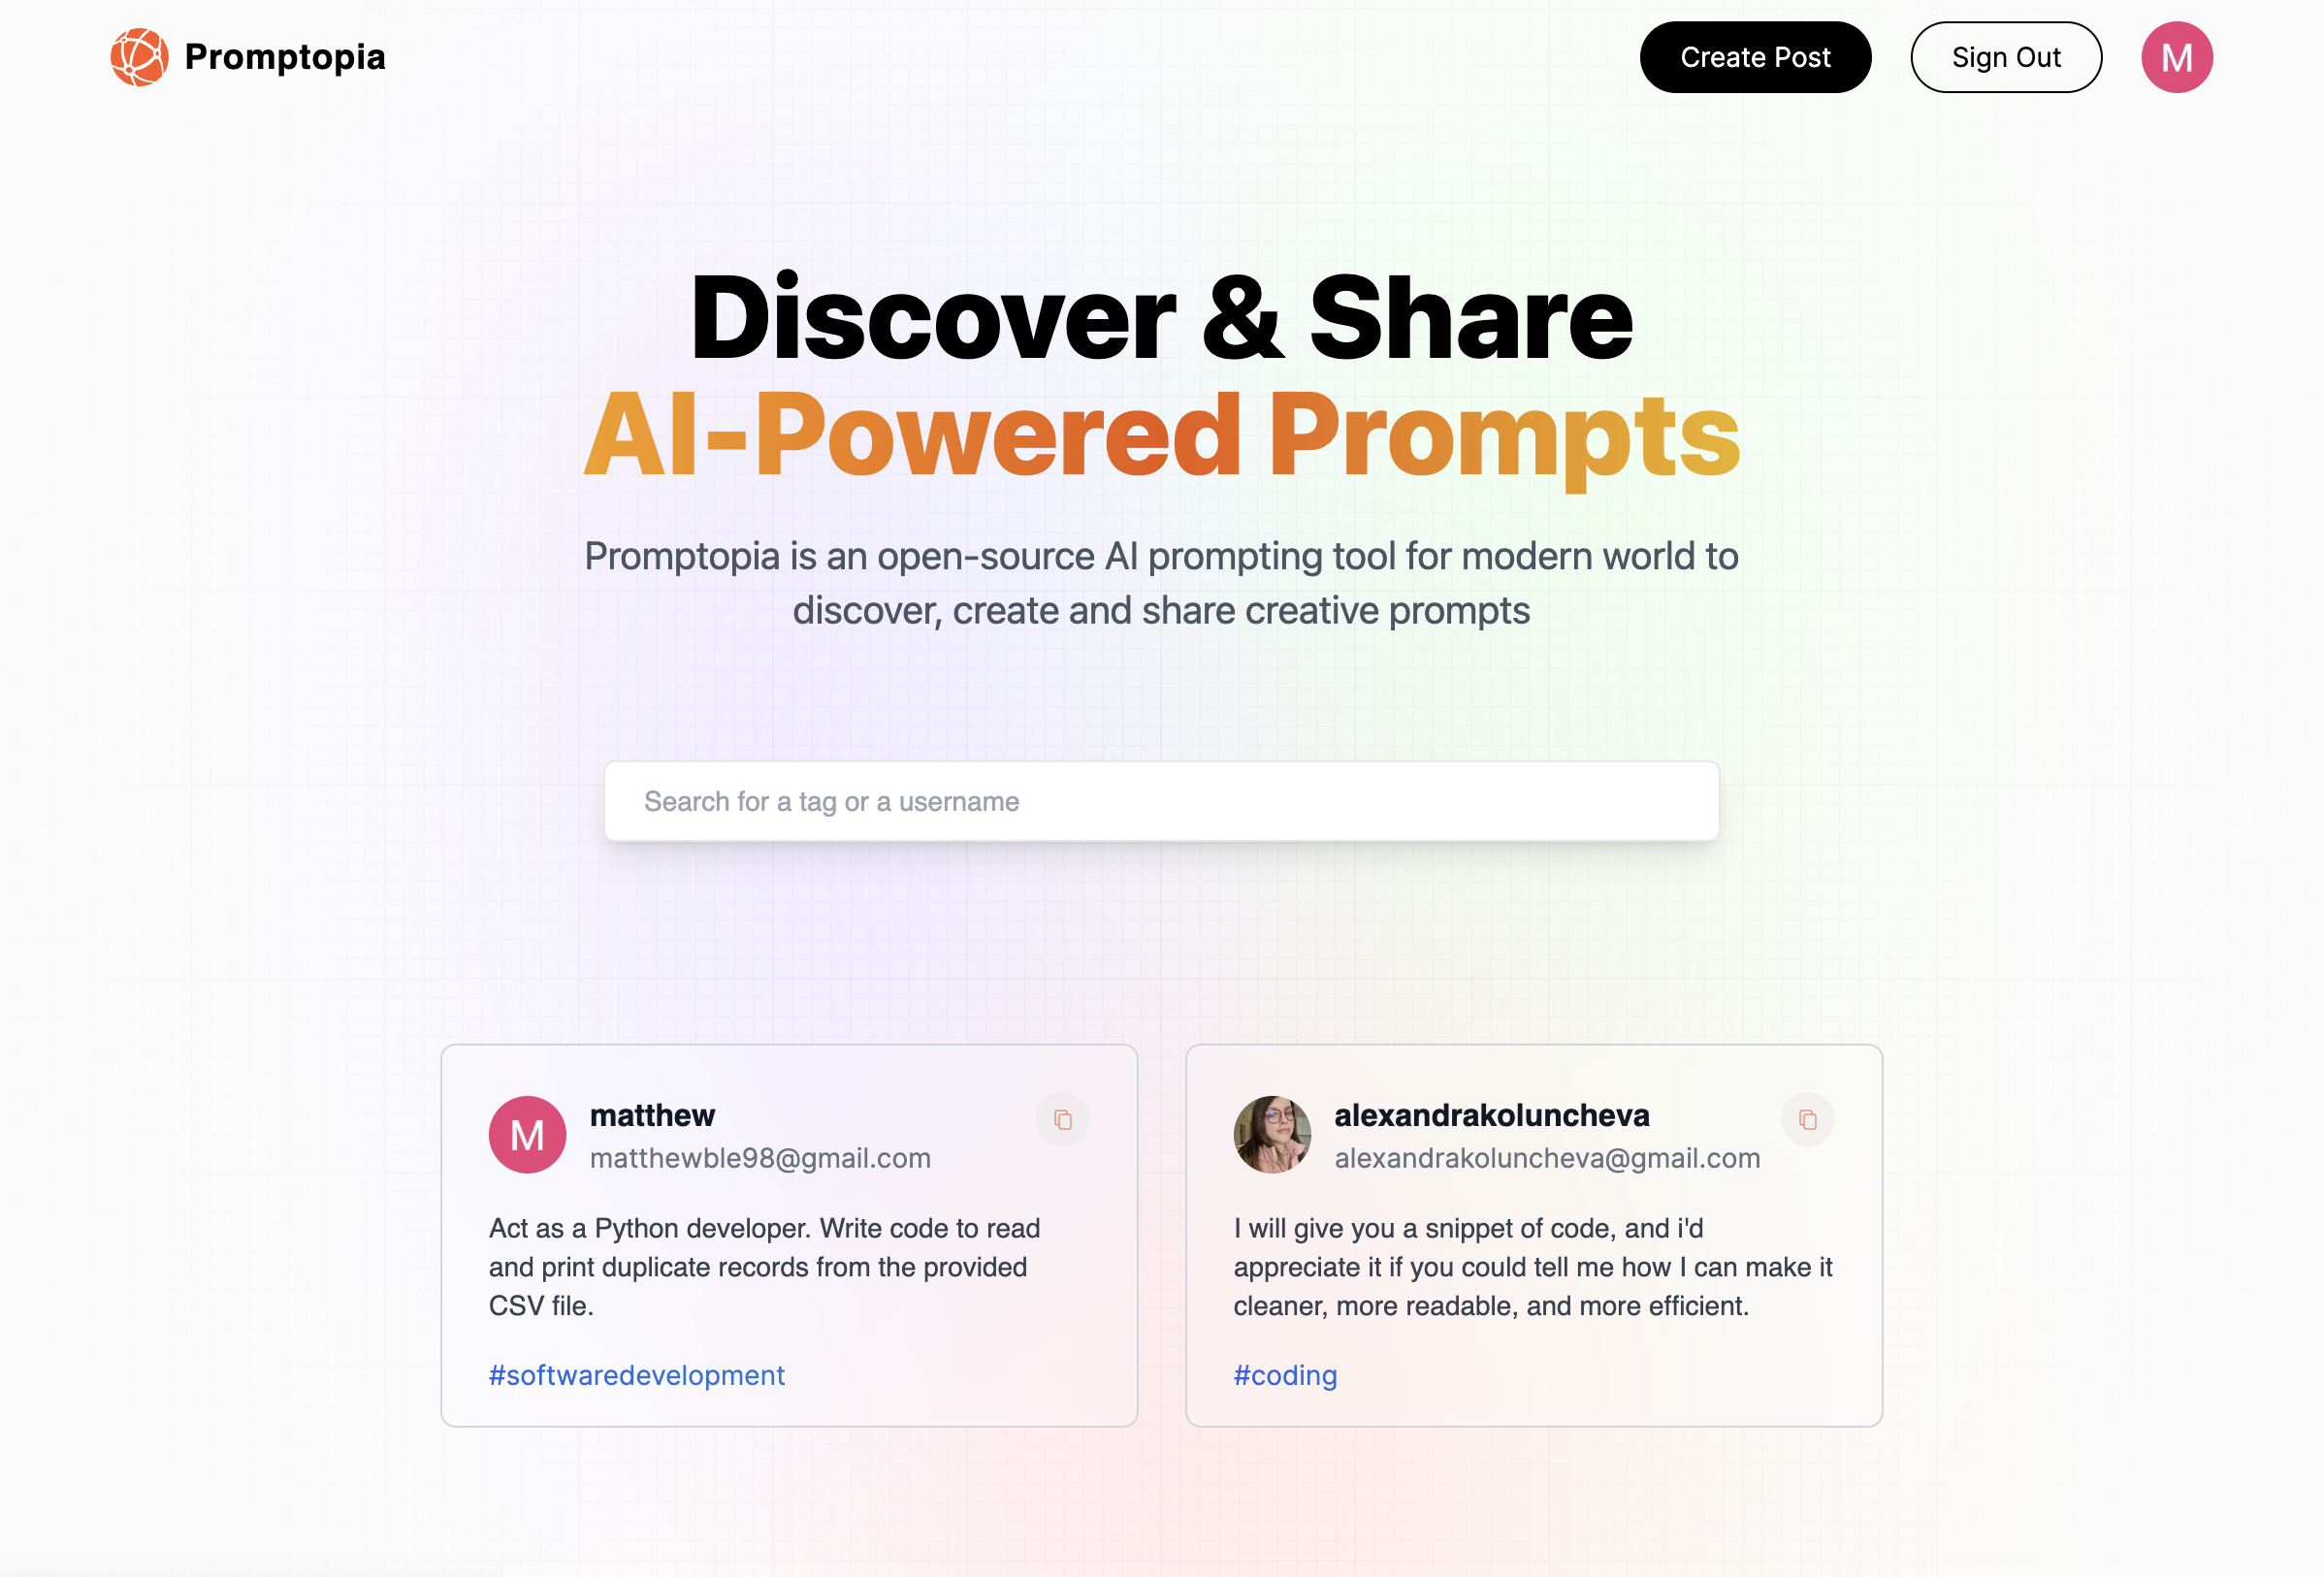 Promptopia
Create Post
Sign Out
M
Discover & Share
AI-Powered Prompts
Promptopia is an open-source AI prompting tool for modern world to
discover, create and share creative prompts
Search for a tag or a username
M
matthew
matthewble98@gmail.com
Act as a Python developer. Write code to read
and print duplicate records from the provided
CSV file.
#softwaredevelopment
alexandrakoluncheva
alexandrakoluncheva@gmail.com
I will give you a snippet of code, and i'd
appreciate it if you could tell me how I can make it
cleaner, more readable, and more efficient.
#coding